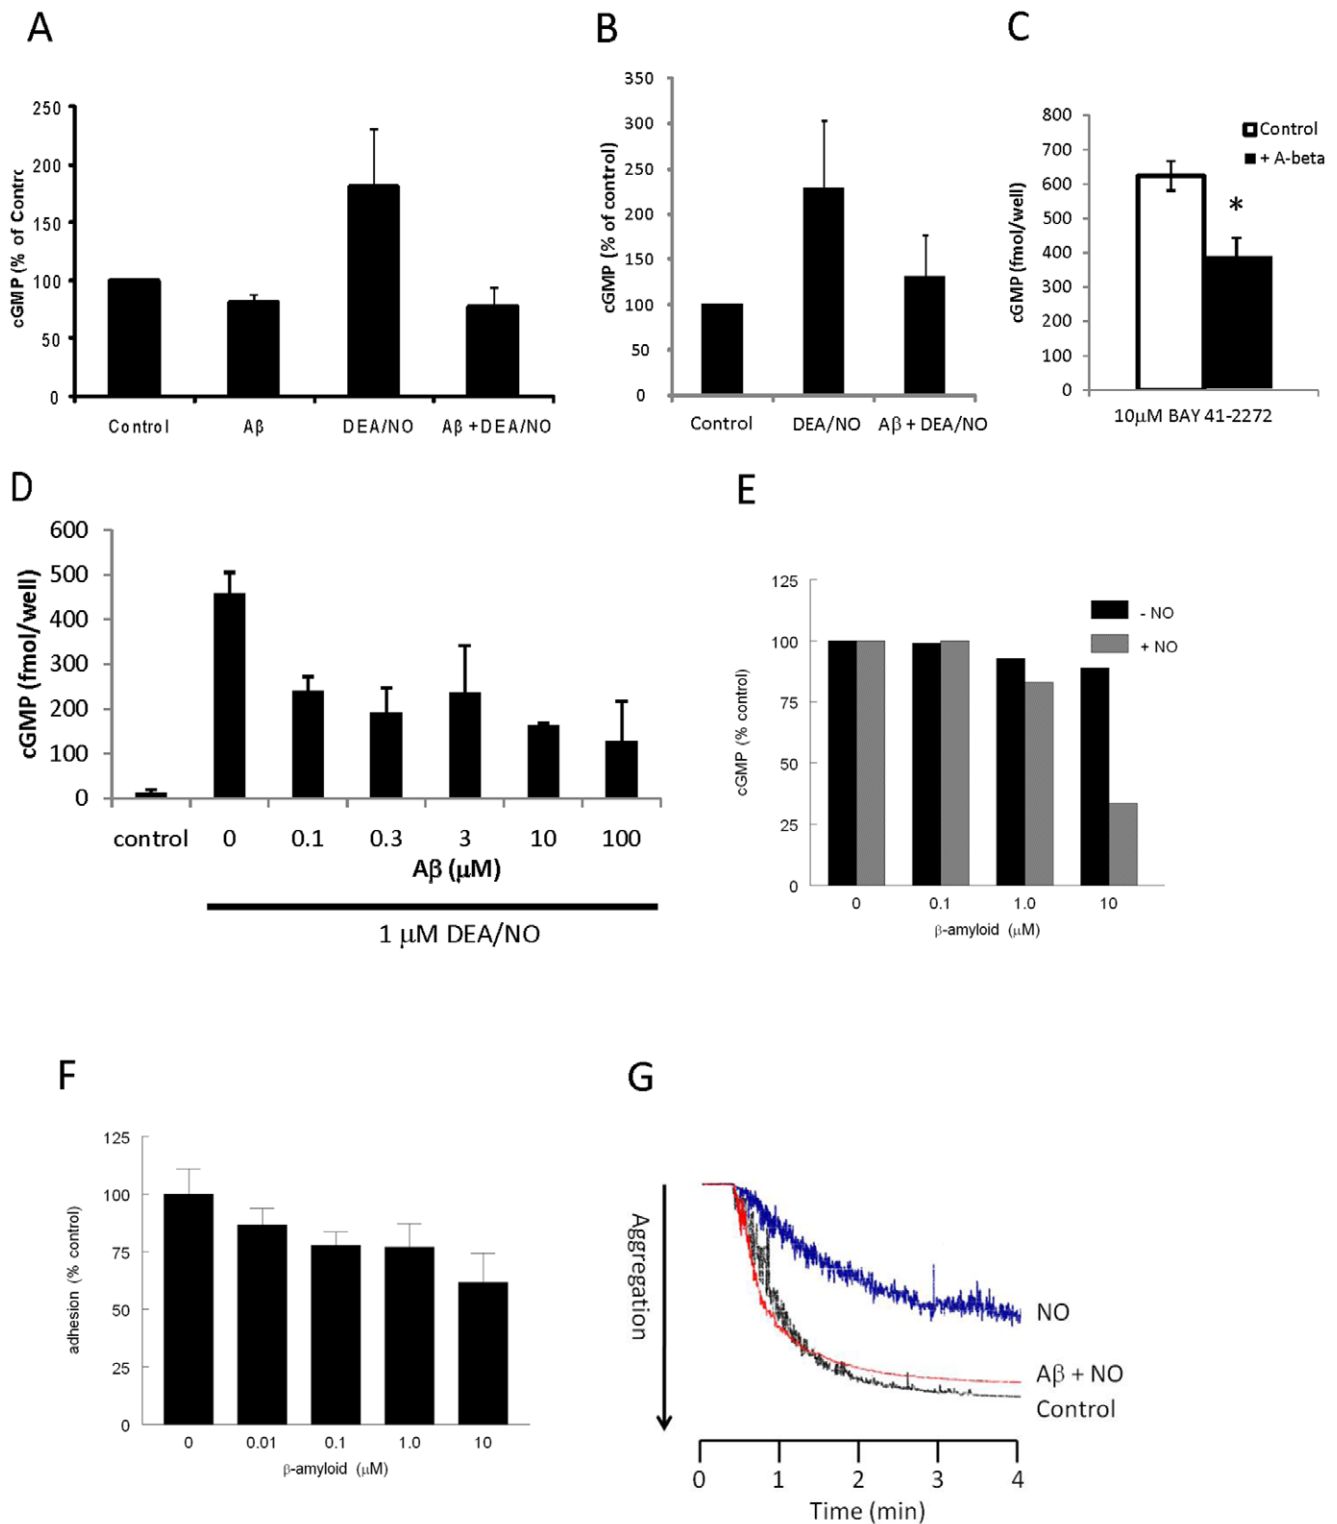 A
250
200
150
100
50
0
cGMP (% of Contrc
Control Aβ DEA/NO Aβ +DEA/NO
B
350
300
250
200
150
100
50
0
cGMP (% of control)
Control DEA/NO Aβ + DEA/NO
C
800
700
600
500
400
300
200
100
0
cGMP (fmol/well)
Control
+ A-beta
*
10μM BAY 41-2272
D
600
500
400
300
200
100
0
cGMP (fmol/well)
control 0 0.1 0.3 3 10 100
Aβ (μM)
1 μM DEA/NO
E
125
100
75
50
25
0
cGMP (% control)
- NO
+ NO
0 0.1 1.0 10
β-amyloid (μM)
F
125
100
75
50
25
0
adhesion (% control)
0 0.01 0.1 1.0 10
β-amyloid (μM)
G
Aggregation
NO
Aβ + NO
Control
0 1 2 3 4
Time (min)